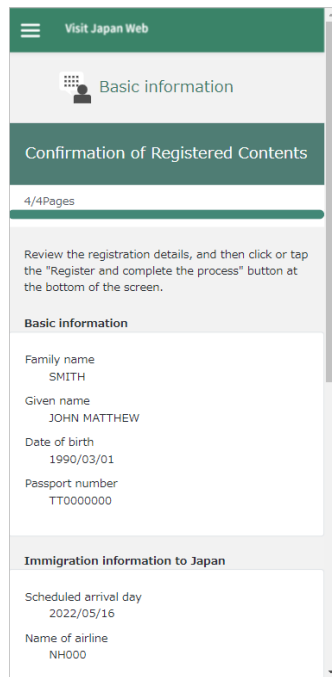 Visit Japan Web
Basic information
Confirmation of Registered Contents
4/4Pages
Review the registration details, and then click or tap
the "Register and complete the process" button at
the bottom of the screen.
Basic information
Family name
SMITH
Given name
JOHN MATTHEW
Date of birth
1990/03/01
Passport number
TT0000000
Immigration information to Japan
Scheduled arrival day
2022/05/16
Name of airline
NH000